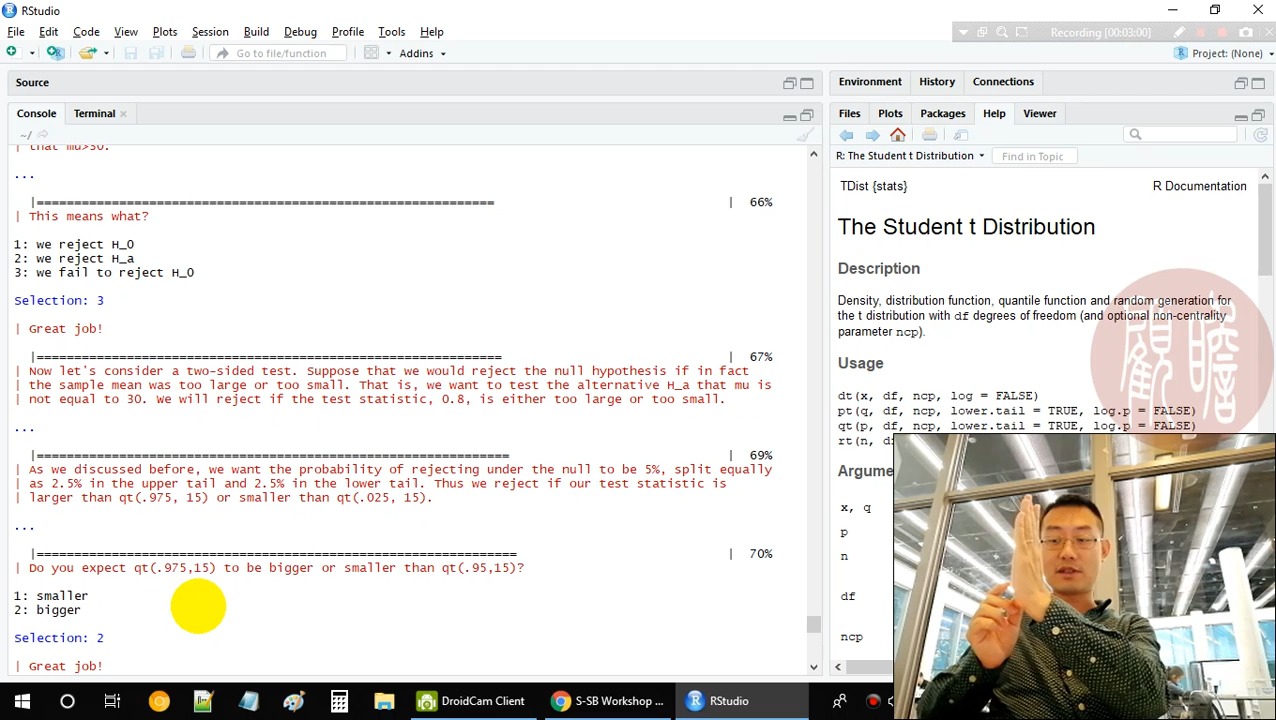 RStudio
File Edit Code View Plots Session Build Debug Profile Tools Help
Recording [00:03:00]
Go to file/function
Addins
Project: (None)
Source
Console Terminal
~/
| that mu>30.
...
|============================================================= | 66%
| This means what?
1: we reject H_0
2: we reject H_a
3: we fail to reject H_0
Selection: 3
| Great job!
|============================================================== | 67%
| Now let's consider a two-sided test. Suppose that we would reject the null hypothesis if in fact
| the sample mean was too large or too small. That is, we want to test the alternative H_a that mu is
| not equal to 30. We will reject if the test statistic, 0.8, is either too large or too small.
...
|=============================================================== | 69%
| As we discussed before, we want the probability of rejecting under the null to be 5%, split equally
| as 2.5% in the upper tail and 2.5% in the lower tail. Thus we reject if our test statistic is
| larger than qt(.975, 15) or smaller than qt(.025, 15).
...
|================================================================ | 70%
| Do you expect qt(.975,15) to be bigger or smaller than qt(.95,15)?
1: smaller
2: bigger
Selection: 2
| Great job!
Environment History Connections
Files Plots Packages Help Viewer
R: The Student t Distribution
Find in Topic
TDist {stats} R Documentation
The Student t Distribution
Description
Density, distribution function, quantile function and random generation for
the t distribution with df degrees of freedom (and optional non-centrality
parameter ncp).
Usage
dt(x, df, ncp, log = FALSE)
pt(q, df, ncp, lower.tail = TRUE, log.p = FALSE)
qt(p, df, ncp, lower.tail = TRUE, log.p = FALSE)
rt(n, d
Argume
x, q
p
n
df
ncp
DroidCam Client
S-SB Workshop ...
RStudio